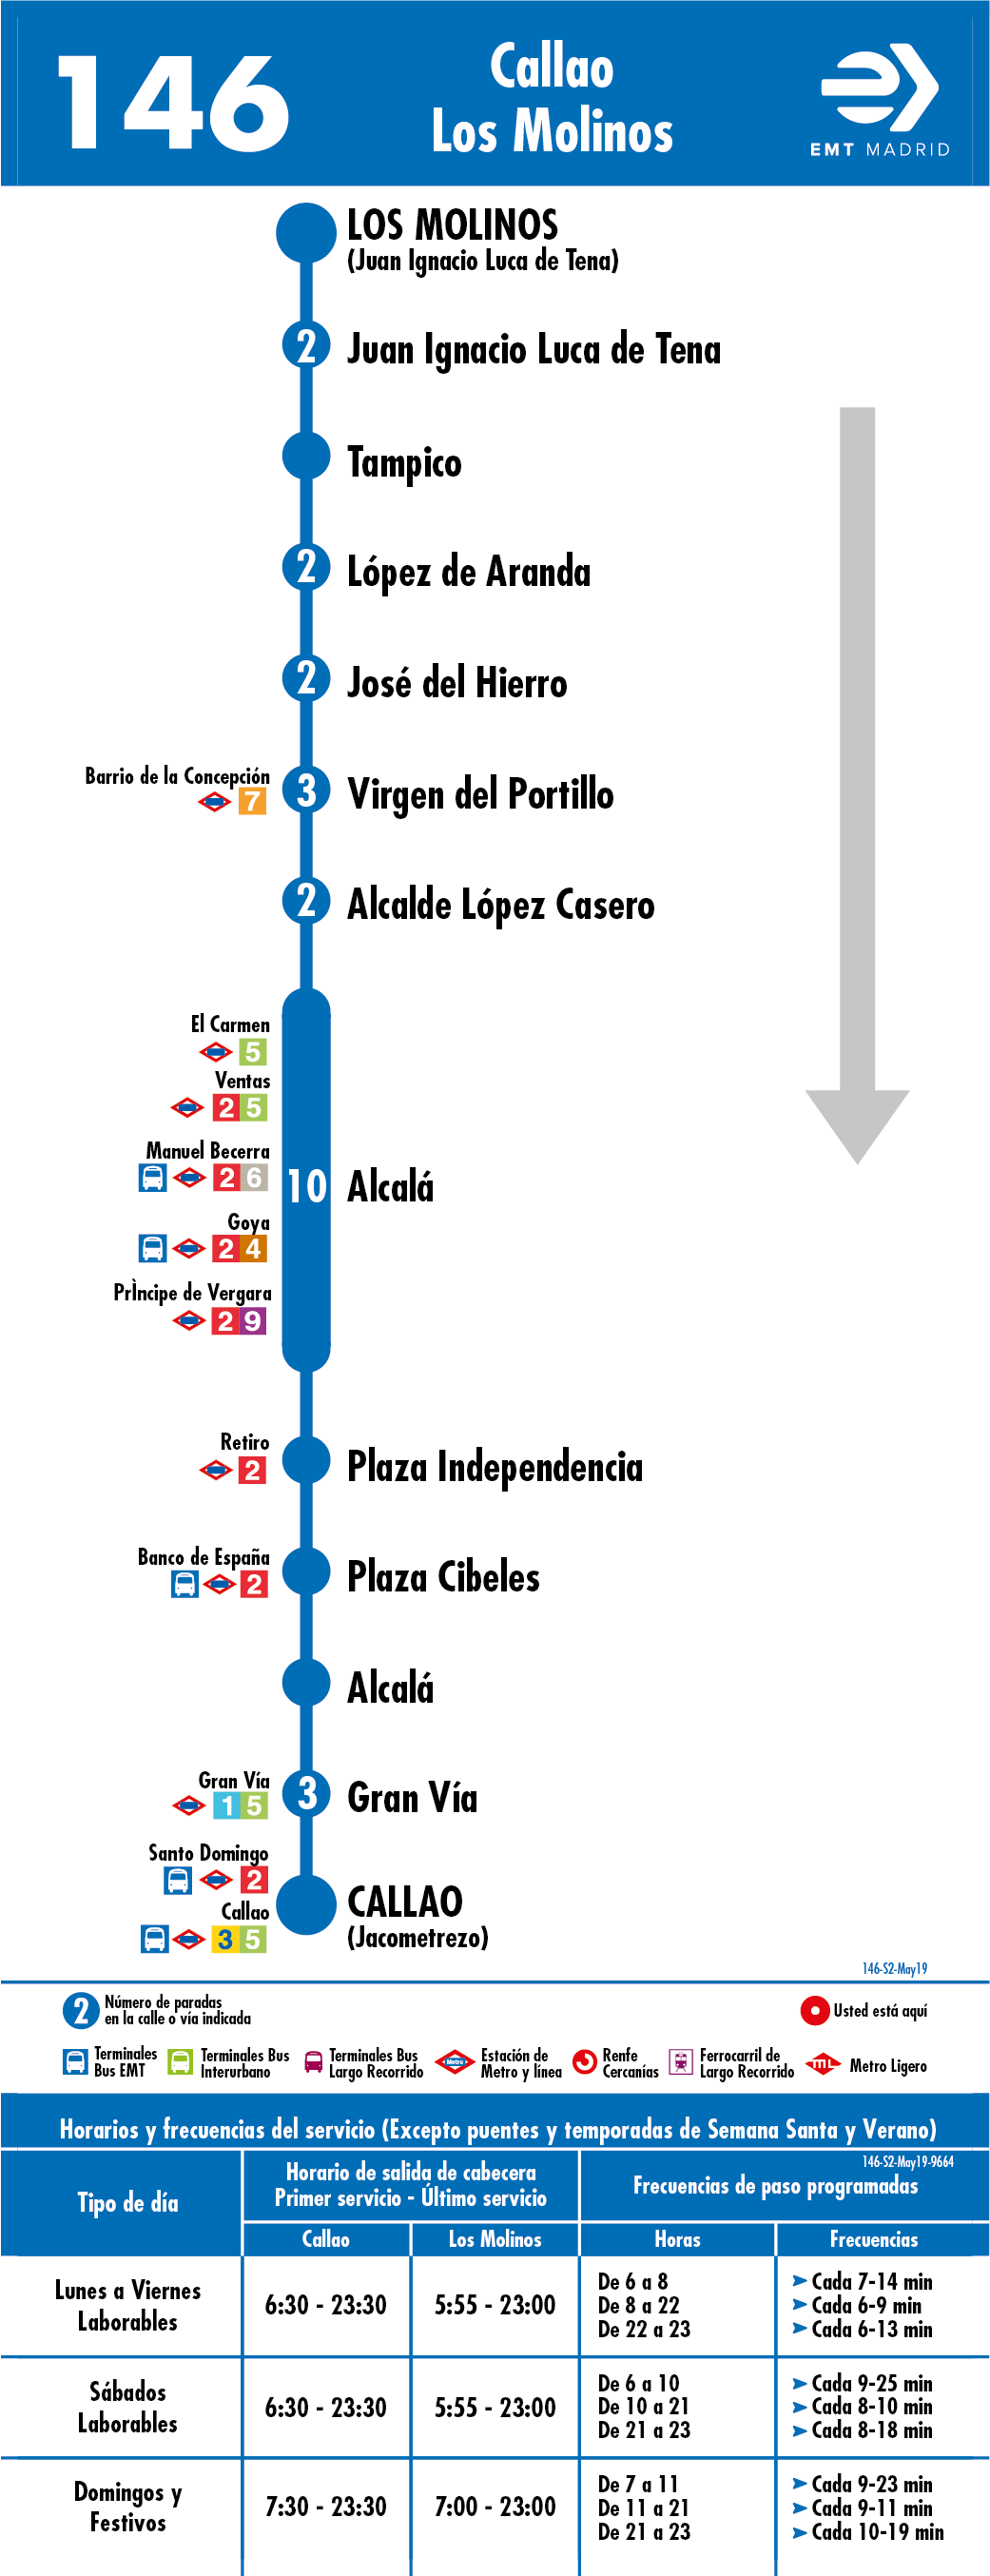 146
Callao
Los Molinos
EMT MADRID
LOS MOLINOS
(Juan Ignacio Luca de Tena)
2 Juan Ignacio Luca de Tena
Tampico
2 López de Aranda
2 José del Hierro
Barrio de la Concepción
7
3 Virgen del Portillo
2 Alcalde López Casero
El Carmen
5
Ventas
2 5
Manuel Becerra
2 6
10 Alcalá
Goya
2 4
PrÌncipe de Vergara
2 9
Retiro
2
Plaza Independencia
Banco de España
2
Plaza Cibeles
Alcalá
Gran Vía
1 5
3 Gran Vía
Santo Domingo
2
Callao
3 5
CALLAO
(Jacometrezo)
146-S2-May19
2 Número de paradas
en la calle o vía indicada
Usted está aquí
Terminales
Bus EMT
Terminales Bus
Interurbano
Terminales Bus
Largo Recorrido
Metro
Estación de
Metro y línea
Renfe
Cercanías
Ferrocarril de
Largo Recorrido
ML
Metro Ligero
Horarios y frecuencias del servicio (Excepto puentes y temporadas de Semana Santa y Verano)
146-S2-May19-9664
Tipo de día
Horario de salida de cabecera
Primer servicio - Último servicio
Frecuencias de paso programadas
Callao Los Molinos Horas Frecuencias
Lunes a Viernes
Laborables
6:30 - 23:30 5:55 - 23:00
De 6 a 8 Cada 7-14 min
De 8 a 22 Cada 6-9 min
De 22 a 23 Cada 6-13 min
Sábados
Laborables
6:30 - 23:30 5:55 - 23:00
De 6 a 10 Cada 9-25 min
De 10 a 21 Cada 8-10 min
De 21 a 23 Cada 8-18 min
Domingos y
Festivos
7:30 - 23:30 7:00 - 23:00
De 7 a 11 Cada 9-23 min
De 11 a 21 Cada 9-11 min
De 21 a 23 Cada 10-19 min